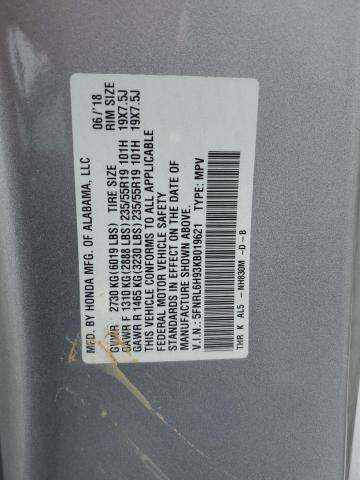 MFD. BY HONDA MFG. OF ALABAMA, LLC 06/'18
TIRE SIZE RIM SIZE
GVWR 2730 KG(6019 LBS)
GAWR F 1310 KG(2888 LBS) 235/55R19 101H 19X7.5J
GAWR R 1465 KG(3230 LBS) 235/55R19 101H 19X7.5J
THIS VEHICLE CONFORMS TO ALL APPLICABLE
FEDERAL MOTOR VEHICLE SAFETY
STANDARDS IN EFFECT ON THE DATE OF
MANUFACTURE SHOWN ABOVE.
V.I.N.: 5FNRL6H93KB019621 TYPE: MPV
THR K AL5 - NH830M -D-B